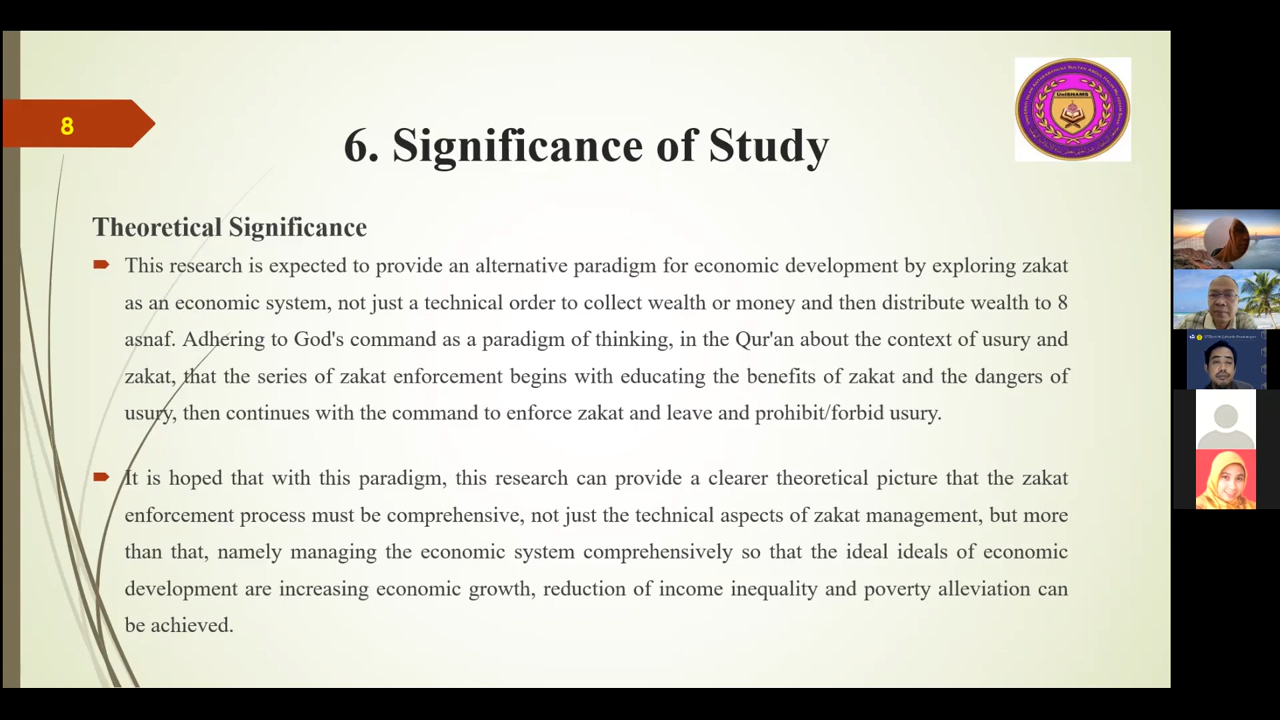 8
6. Significance of Study
UniSHAMS
Theoretical Significance
This research is expected to provide an alternative paradigm for economic development by exploring zakat
as an economic system, not just a technical order to collect wealth or money and then distribute wealth to 8
asnaf. Adhering to God's command as a paradigm of thinking, in the Qur'an about the context of usury and
zakat, that the series of zakat enforcement begins with educating the benefits of zakat and the dangers of
usury, then continues with the command to enforce zakat and leave and prohibit/forbid usury.
It is hoped that with this paradigm, this research can provide a clearer theoretical picture that the zakat
enforcement process must be comprehensive, not just the technical aspects of zakat management, but more
than that, namely managing the economic system comprehensively so that the ideal ideals of economic
development are increasing economic growth, reduction of income inequality and poverty alleviation can
be achieved.